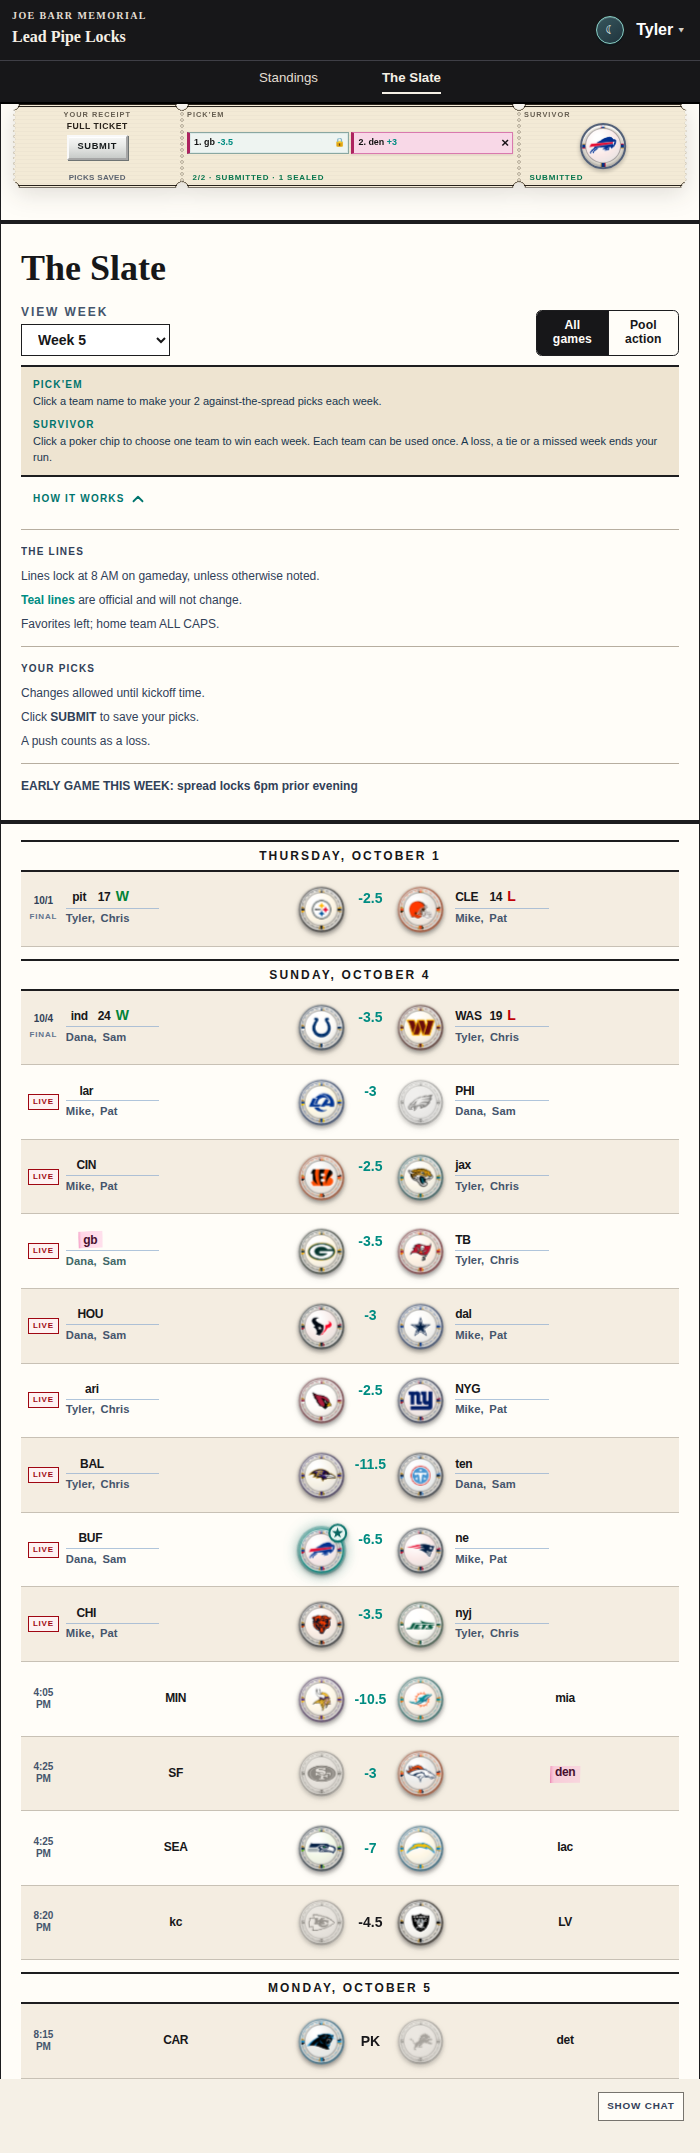 JOE BARR MEMORIAL
Lead Pipe Locks
Tyler
Standings
The Slate
YOUR RECEIPT
FULL TICKET
SUBMIT
PICKS SAVED
PICK'EM
1. gb -3.5
2. den +3
2/2 · SUBMITTED · 1 SEALED
SURVIVOR
SUBMITTED
The Slate
VIEW WEEK
Week 5
All games
Pool action
PICK'EM
Click a team name to make your 2 against-the-spread picks each week.
SURVIVOR
Click a poker chip to choose one team to win each week. Each team can be used once. A loss, a tie or a missed week ends your
run.
HOW IT WORKS
THE LINES
Lines lock at 8 AM on gameday, unless otherwise noted.
Teal lines are official and will not change.
Favorites left; home team ALL CAPS.
YOUR PICKS
Changes allowed until kickoff time.
Click SUBMIT to save your picks.
A push counts as a loss.
EARLY GAME THIS WEEK: spread locks 6pm prior evening
THURSDAY, OCTOBER 1
10/1 pit 17 W -2.5 CLE 14 L
FINAL Tyler, Chris Mike, Pat
SUNDAY, OCTOBER 4
10/4 ind 24 W -3.5 WAS 19 L
FINAL Dana, Sam Tyler, Chris
LIVE lar -3 PHI
Mike, Pat Dana, Sam
LIVE CIN -2.5 jax
Mike, Pat Tyler, Chris
LIVE gb -3.5 TB
Dana, Sam Tyler, Chris
LIVE HOU -3 dal
Dana, Sam Mike, Pat
LIVE ari -2.5 NYG
Tyler, Chris Mike, Pat
LIVE BAL -11.5 ten
Tyler, Chris Dana, Sam
LIVE BUF -6.5 ne
Dana, Sam Mike, Pat
LIVE CHI -3.5 nyj
Mike, Pat Tyler, Chris
4:05 PM MIN -10.5 mia
4:25 PM SF -3 den
4:25 PM SEA -7 lac
8:20 PM kc -4.5 LV
MONDAY, OCTOBER 5
8:15 PM CAR PK det
SHOW CHAT